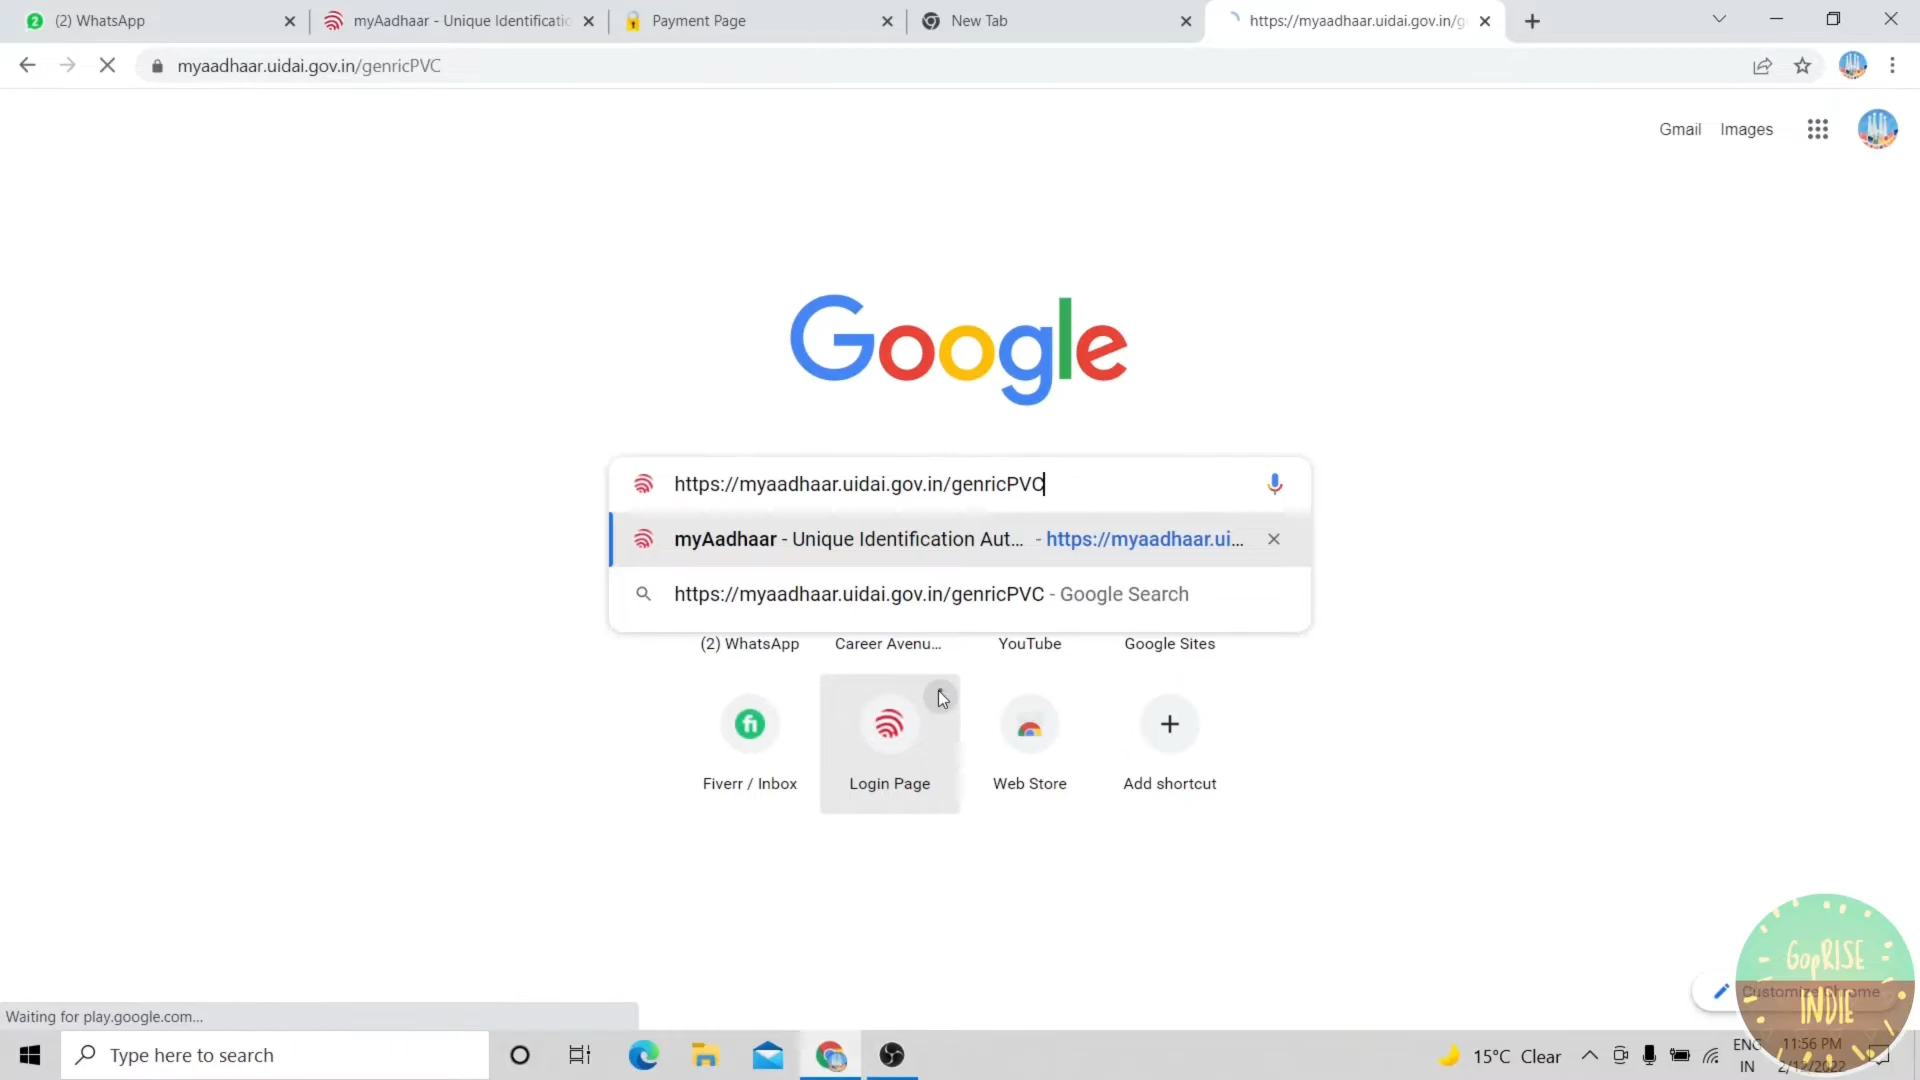 (2) WhatsApp
myAadhaar - Unique Identificatio
Payment Page
New Tab
https://myaadhaar.uidai.gov.in/g
myaadhaar.uidai.gov.in/genricPVC
Gmail Images
Google
https://myaadhaar.uidai.gov.in/genricPVC
myAadhaar - Unique Identification Aut... - https://myaadhaar.ui...
https://myaadhaar.uidai.gov.in/genricPVC - Google Search
(2) WhatsApp
Career Avenu...
YouTube
Google Sites
Fiverr / Inbox
Login Page
Web Store
Add shortcut
Customize Chrome
GopRISE
INDIE
Waiting for play.google.com...
Type here to search
15°C Clear
ENG
IN
11:56 PM
2/12/2022